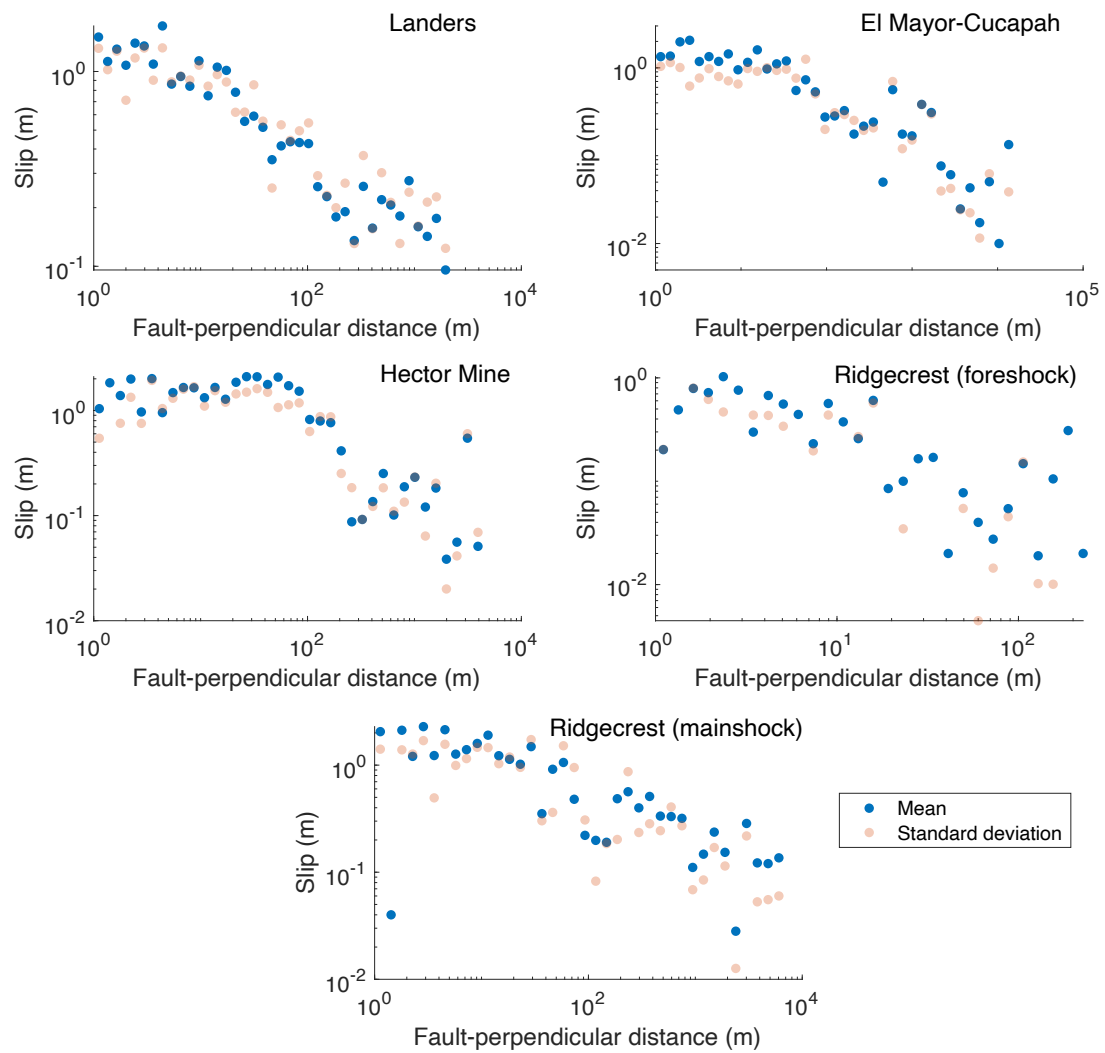 Landers
Slip (m)
10^0
10^-1
10^0
10^2
10^4
Fault-perpendicular distance (m)
El Mayor-Cucapah
Slip (m)
10^0
10^-2
10^0
10^5
Fault-perpendicular distance (m)
Hector Mine
Slip (m)
10^0
10^-1
10^-2
10^0
10^2
10^4
Fault-perpendicular distance (m)
Ridgecrest (foreshock)
Slip (m)
10^0
10^-2
10^0
10^1
10^2
Fault-perpendicular distance (m)
Ridgecrest (mainshock)
Slip (m)
10^0
10^-1
10^-2
10^0
10^2
10^4
Fault-perpendicular distance (m)
Mean
Standard deviation